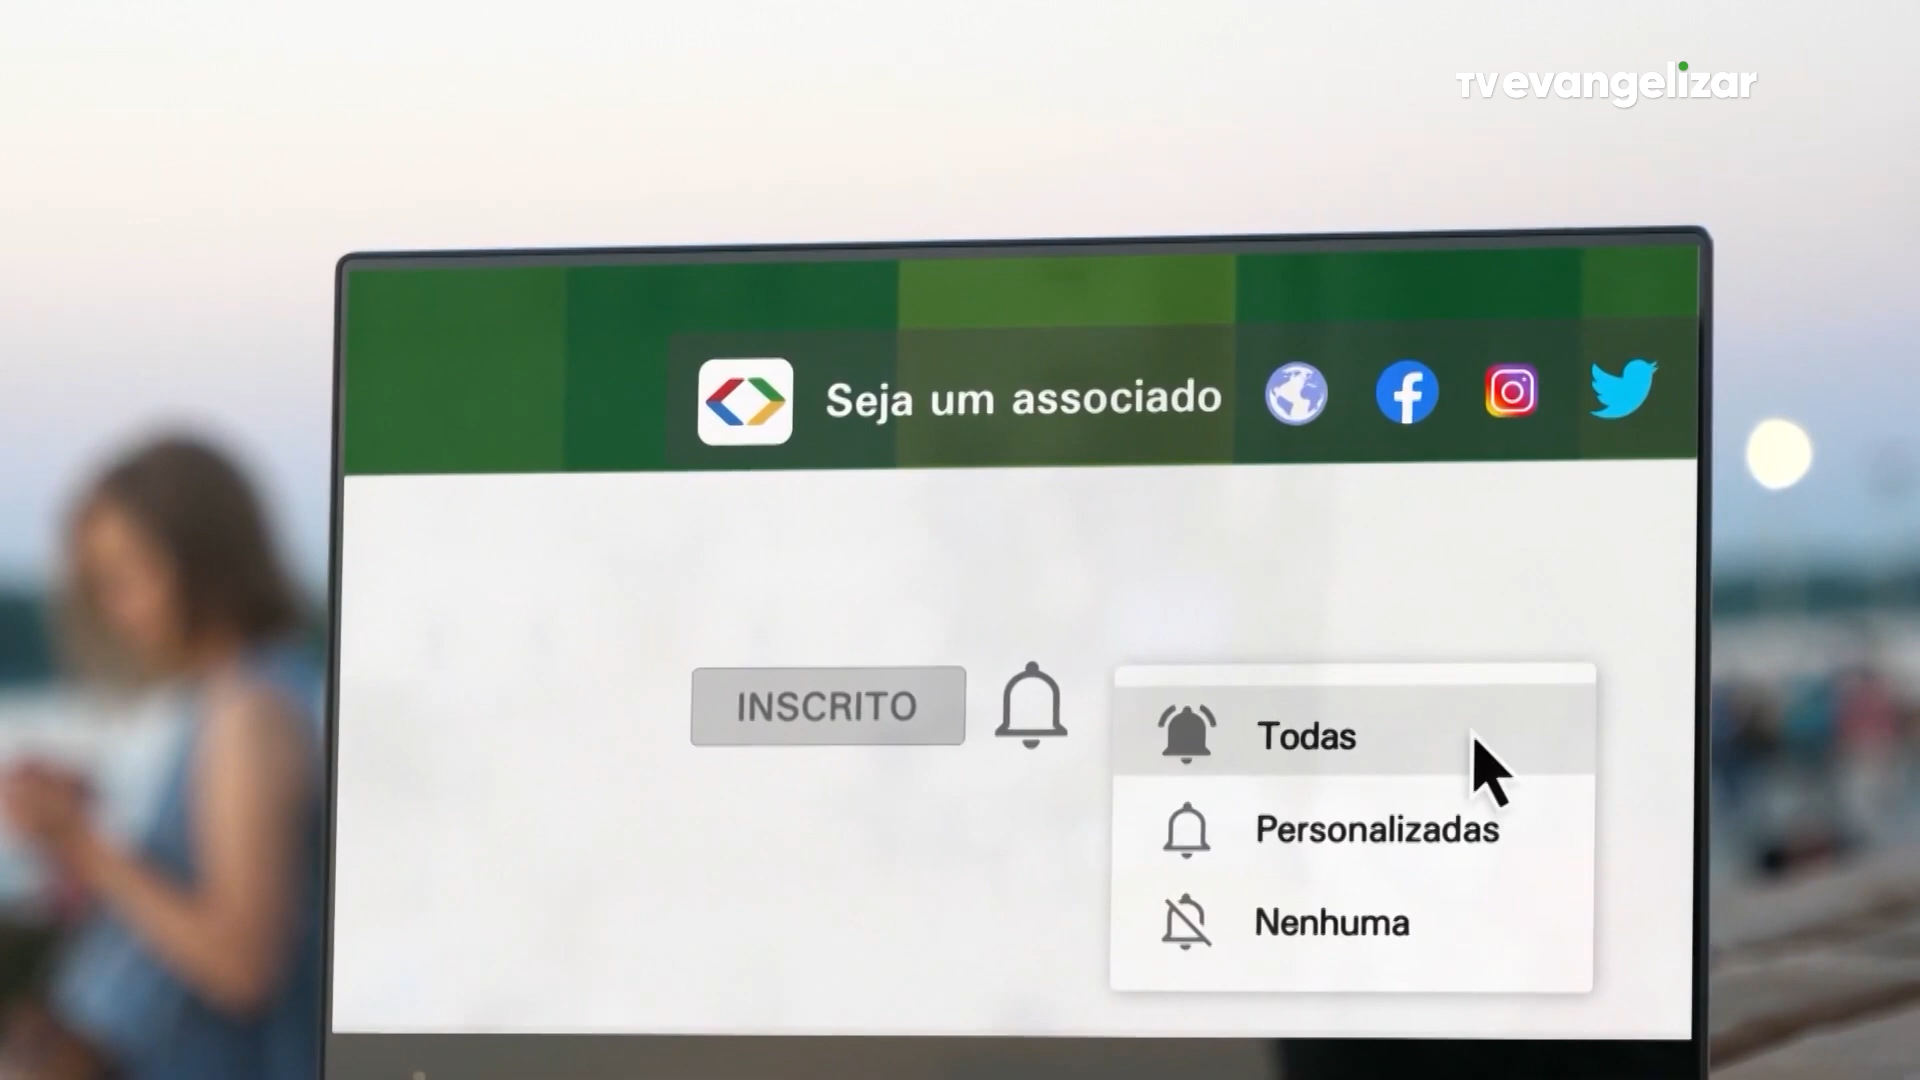 TVevangelizar
Seja um associado
INSCRITO
Todas
Personalizadas
Nenhuma